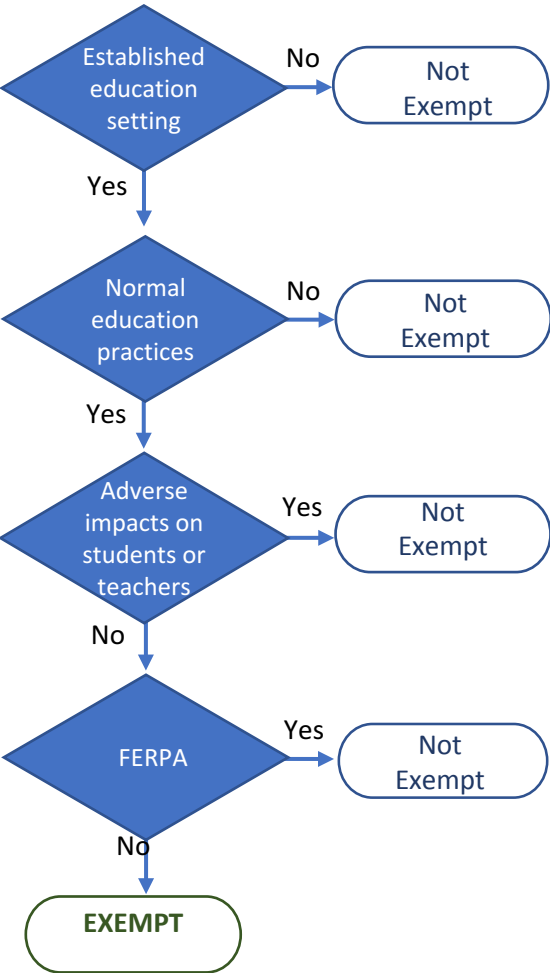 Established
education
setting
No
Not
Exempt
Yes
Normal
education
practices
No
Not
Exempt
Yes
Adverse
impacts on
students or
teachers
Yes
Not
Exempt
No
FERPA
Yes
Not
Exempt
No
EXEMPT